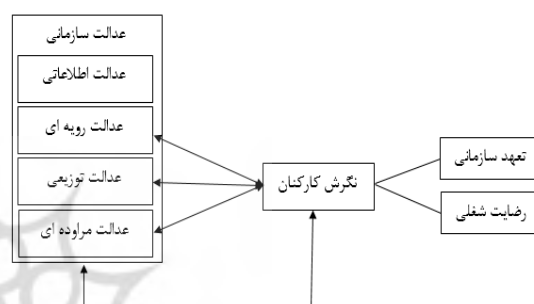 عدالت سازمانی
عدالت اطلاعاتی
عدالت رویه ای
عدالت توزیعی
عدالت مراوده ای
نگرش کارکنان
تعهد سازمانی
رضایت شغلی